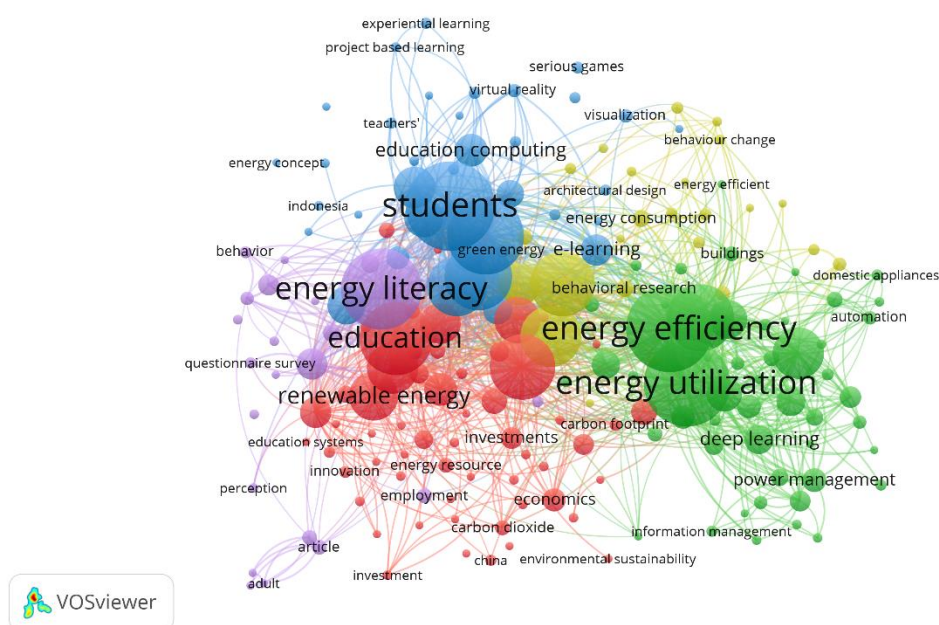 experiential learning
project based learning
serious games
virtual reality
visualization
teachers'
behaviour change
education computing
energy concept.
architectural design
energy efficient
students
indonesia
energy consumption
behavior
green energy
e-learning
buildings
domestic appliances
energy literacy
behavioral research
automation
education
energy efficiency
questionnaire survey
energy utilization
renewable energy
carbon footprint
education systems
investments
deep learning
innovation
energy resource
perception
employment
economics
power management
carbon dioxide
information management
article
china
environmental sustainability
investment
adult
VOSviewer